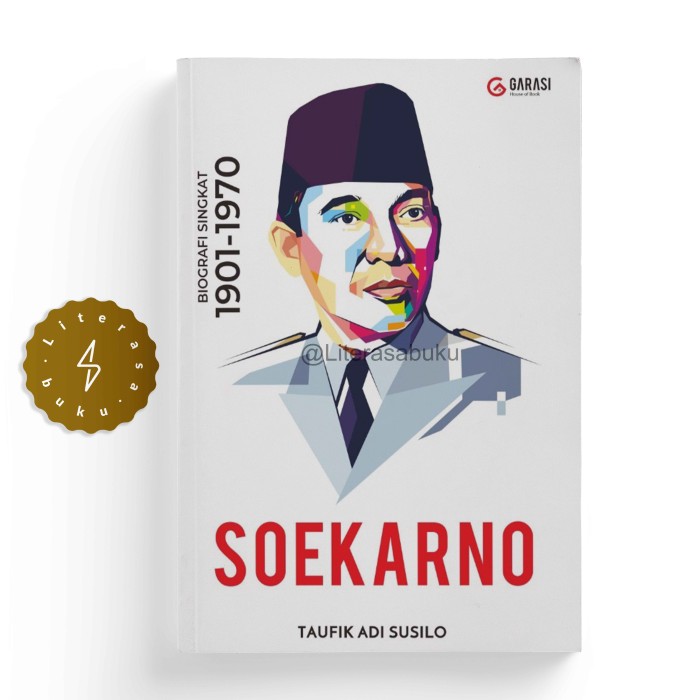 GARASI
House of Book
BIOGRAFI SINGKAT
1901-1970
@Literasabuku
· Literasa ·
buku
SOEKARNO
TAUFIK ADI SUSILO